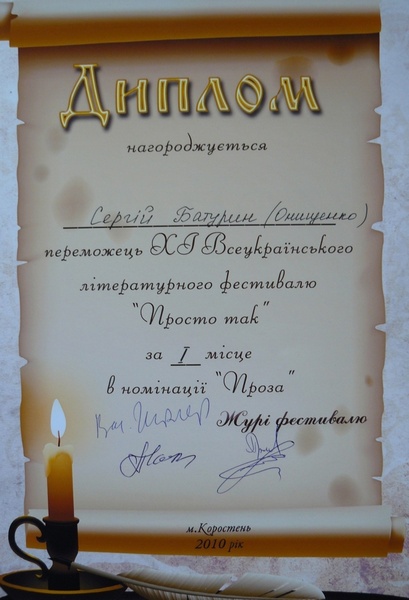 Диплом
нагороджується
Сергій Батурин (Онищенко)
переможець XI Всеукраїнського
літературного фестивалю
"Просто так"
за I місце
в номінації "Проза"
Журі фестивалю
м.Коростень
2010 рік